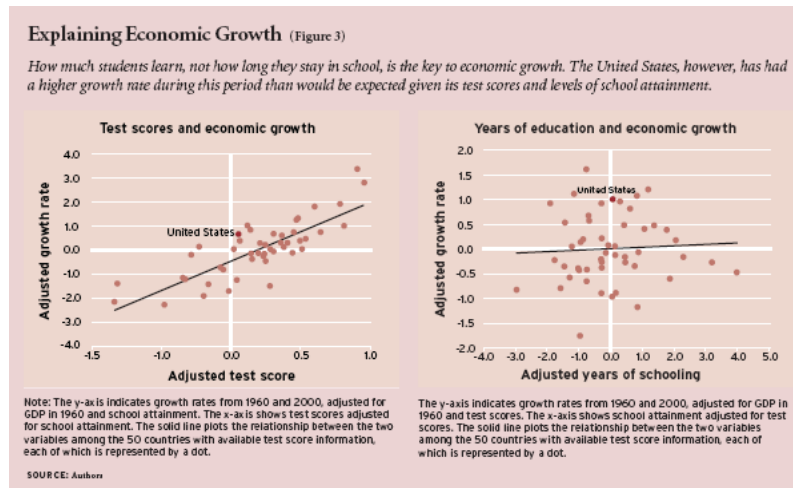 Explaining Economic Growth (Figure 3)
How much students learn, not how long they stay in school, is the key to economic growth. The United States, however, has had
a higher growth rate during this period than would be expected given its test scores and levels of school attainment.
Test scores and economic growth
4.0
3.0
2.0
1.0
0.0
-1.0
-2.0
-3.0
-4.0
Adjusted growth rate
United States
-1.5
-1.0
0.0
0.5
1.0
Adjusted test score
Note: The y-axis indicates growth rates from 1960 and 2000, adjusted for
GDP in 1960 and school attainment. The x-axis shows test scores adjusted
for school attainment. The solid line plots the relationship between the two
variables among the 50 countries with available test score information,
each of which is represented by a dot.
Years of education and economic growth
2.0
1.5
1.0
0.5
0.0
-0.5
-1.0
-1.5
-2.0
Adjusted growth rate
United States
-4.0
-3.0
-2.0
-1.0
0.0
1.0
2.0
3.0
4.0
5.0
Adjusted years of schooling
The y-axis indicates growth rates from 1960 and 2000, adjusted for GDP in
1960 and test scores. The x-axis shows school attainment adjusted for test
scores. The solid line plots the relationship between the two variables
among the 50 countries with available test score information, each of
which is represented by a dot.
SOURCE: Authors